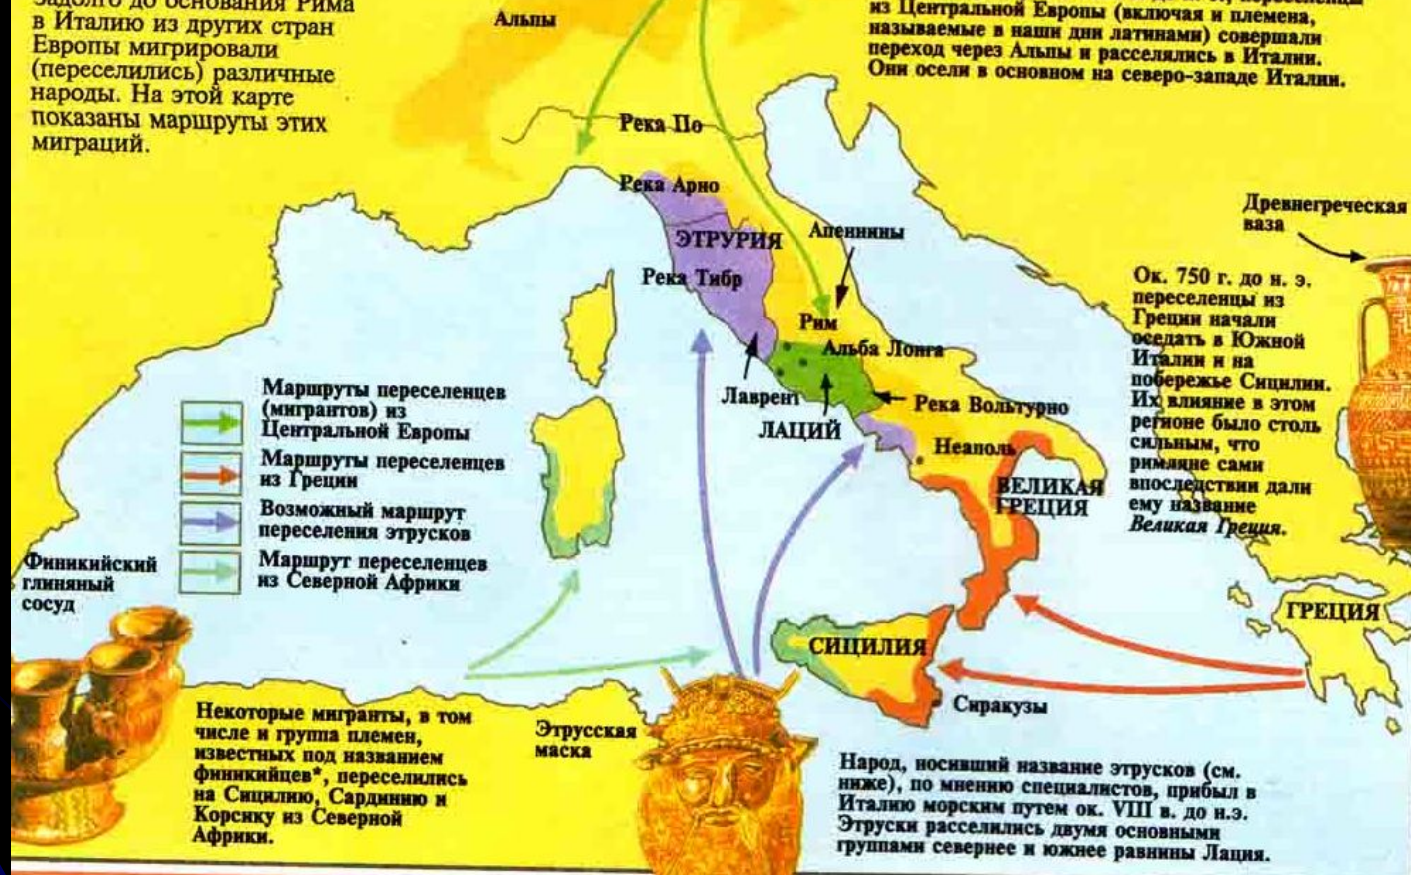 Задолго до основания Рима
в Италию из других стран
Европы мигрировали
(переселились) различные
народы. На этой карте
показаны маршруты этих
миграций.
Альпы
переселенцы
из Центральной Европы (включая и племена,
называемые в наши дни латинами) совершали
переход через Альпы и расселялись в Италии.
Они осели в основном на северо-западе Италии.
Река По
Река Арно
ЭТРУРИЯ
Апеннины
Река Тибр
Рим
Альба Лонга
Лаврент
ЛАЦИЙ
Река Вольтурно
Неаполь
ВЕЛИКАЯ
ГРЕЦИЯ
Древнегреческая
ваза
Ок. 750 г. до н. э.
переселенцы из
Греции начали
оседать в Южной
Италии и на
побережье Сицилии.
Их влияние в этом
регионе было столь
сильным, что
римляне сами
впоследствии дали
ему название
Великая Греция.
Маршруты переселенцев
(мигрантов) из
Центральной Европы
Маршруты переселенцев
из Греции
Возможный маршрут
переселения этрусков
Маршрут переселенцев
из Северной Африки
Финикийский
глиняный
сосуд
СИЦИЛИЯ
ГРЕЦИЯ
Сиракузы
Некоторые мигранты, в том
числе и группа племен,
известных под названием
финикийцев*, переселились
на Сицилию, Сардинию и
Корсику из Северной
Африки.
Этрусская
маска
Народ, носивший название этрусков (см.
ниже), по мнению специалистов, прибыл в
Италию морским путем ок. VIII в. до н.э.
Этруски расселились двумя основными
группами севернее и южнее равнины Лация.